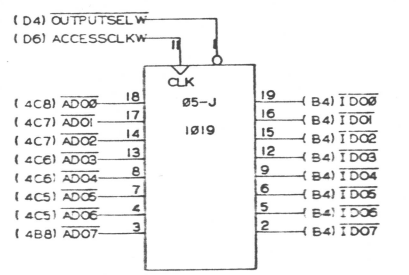 (D4) OUTPUTSELW
(D6) ACCESSCLKW
11 1
CLK
(4C8) ADO0 18 Ø5-J 19 (B4) IDO0
(4C7) ADO1 17 1Ø19 16 (B4) IDO1
(4C7) ADO2 14 15 (B4) IDO2
(4C6) ADO3 13 12 (B4) IDO3
(4C6) ADO4 8 9 (B4) IDO4
(4C5) ADO5 7 6 (B4) IDO5
(4C5) ADO6 4 5 (B4) IDO6
(4B8) ADO7 3 2 (B4) IDO7